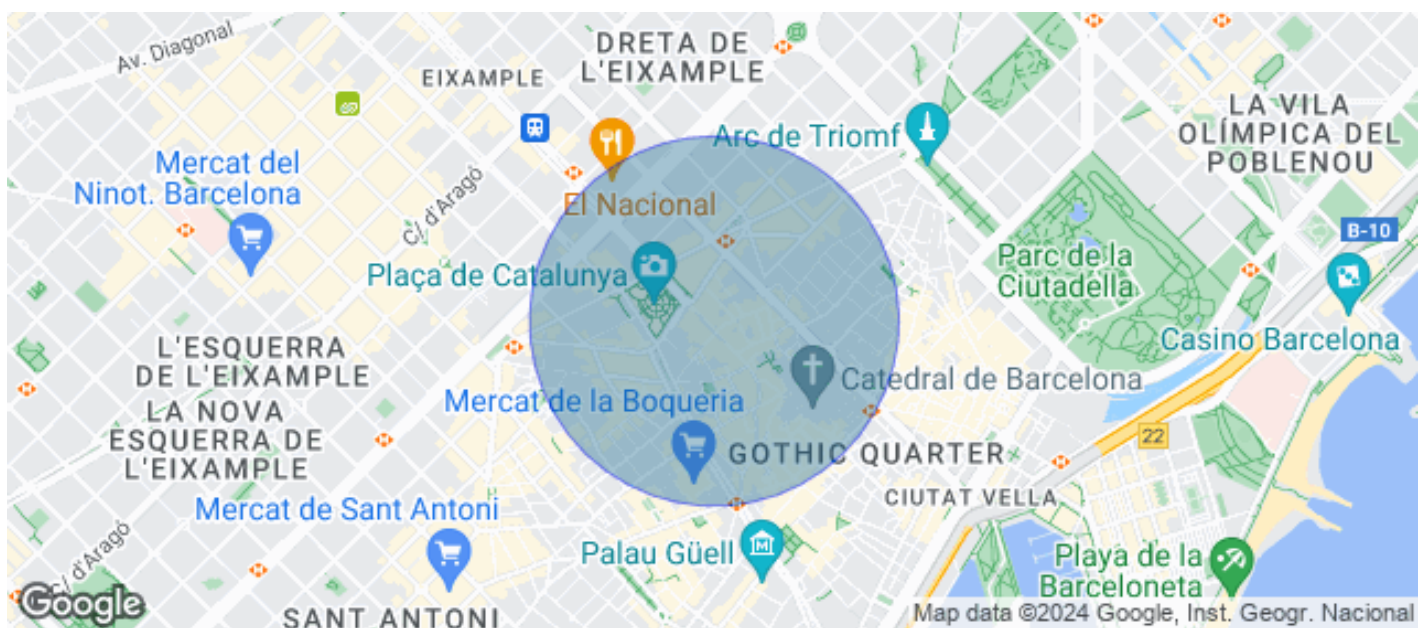 Av. Diagonal
DRETA DE
L'EIXAMPLE
EIXAMPLE
Arc de Triomf
LA VILA
OLÍMPICA DEL
POBLENOU
Mercat del
Ninot. Barcelona
C/ d'Aragó
El Nacional
B-10
Plaça de Catalunya
Parc de la
Ciutadella
Casino Barcelona
L'ESQUERRA
DE L'EIXAMPLE
Catedral de Barcelona
LA NOVA
ESQUERRA DE
L'EIXAMPLE
Mercat de la Boqueria
22
GOTHIC QUARTER
CIUTAT VELLA
Mercat de Sant Antoni
Palau Güell
M
Playa de la
Barceloneta
C/ d'Aragó
Google
SANT ANTONI
Map data ©2024 Google, Inst. Geogr. Nacional